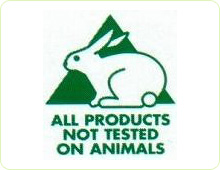 ALL PRODUCTS
NOT TESTED
ON ANIMALS